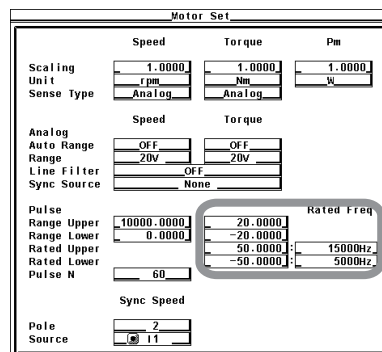 Motor Set
Speed Torque Pm
Scaling 1.0000 1.0000 1.0000
Unit rpm Nm W
Sense Type Analog Analog
Speed Torque
Analog
Auto Range OFF OFF
Range 20V 20V
Line Filter OFF
Sync Source None
Pulse Rated Freq
Range Upper 10000.0000 20.0000
Range Lower 0.0000 -20.0000
Rated Upper 50.0000: 15000Hz
Rated Lower -50.0000: 5000Hz
Pulse N 60
Sync Speed
Pole 2
Source I1